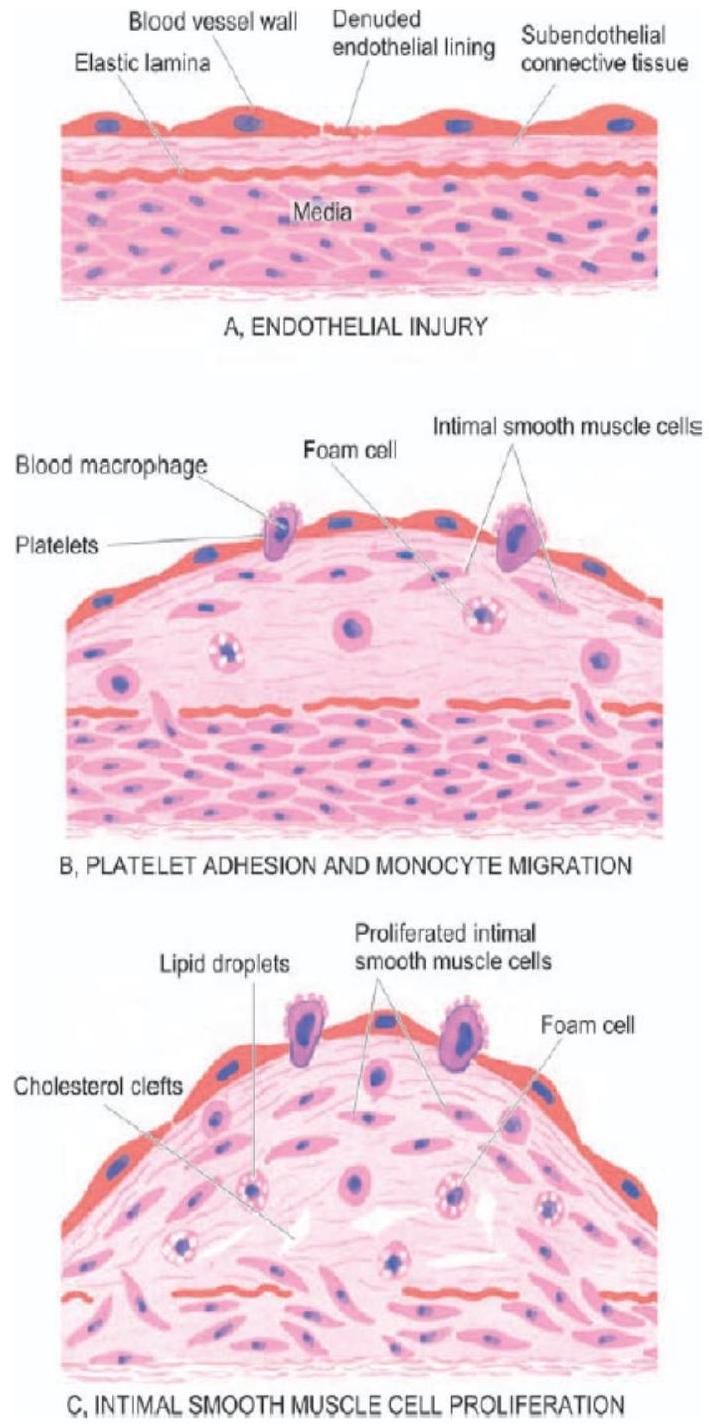 Blood vessel wall
Denuded
endothelial lining
Subendothelial
connective tissue
Elastic lamina
Media
A, ENDOTHELIAL INJURY
Intimal smooth muscle cells
Foam cell
Blood macrophage
Platelets
B, PLATELET ADHESION AND MONOCYTE MIGRATION
Proliferated intimal
smooth muscle cells
Lipid droplets
Foam cell
Cholesterol clefts
C, INTIMAL SMOOTH MUSCLE CELL PROLIFERATION